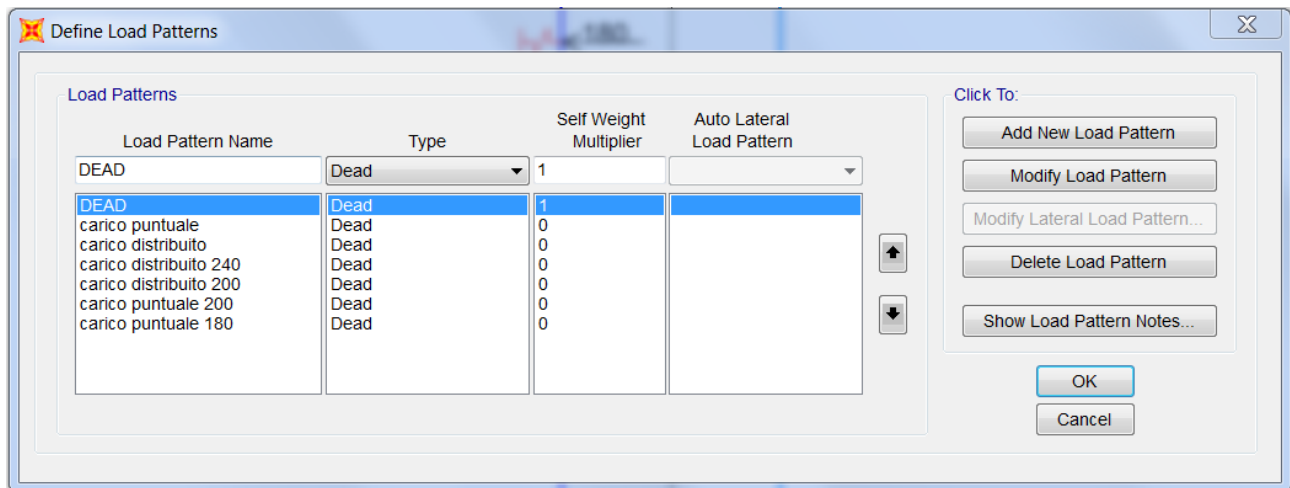 Define Load Patterns
180...
Load Patterns
Click To:
Load Pattern Name Type Self Weight Multiplier Auto Lateral Load Pattern
DEAD Dead 1
DEAD Dead 1
carico puntuale Dead 0
carico distribuito Dead 0
carico distribuito 240 Dead 0
carico distribuito 200 Dead 0
carico puntuale 200 Dead 0
carico puntuale 180 Dead 0
Add New Load Pattern
Modify Load Pattern
Modify Lateral Load Pattern...
Delete Load Pattern
Show Load Pattern Notes...
OK
Cancel